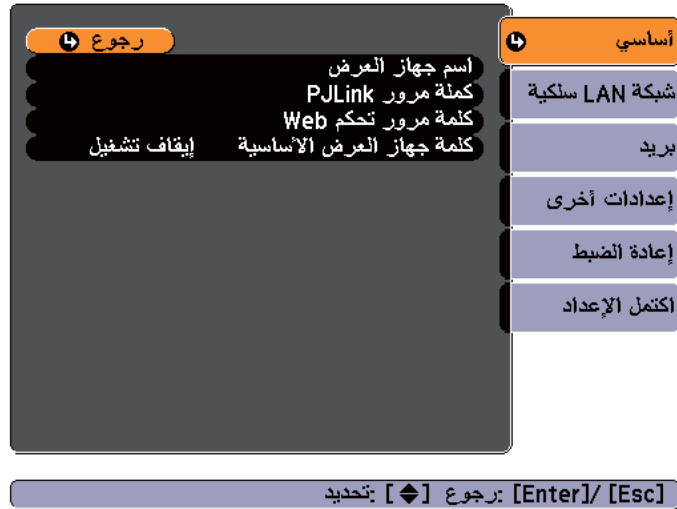 أساسي
شبكة LAN سلكية
بريد
إعدادات أخرى
إعادة الضبط
اكتمل الإعداد
رجوع
اسم جهاز العرض
كملة مرور PJLink
كلمة مرور تحكم Web
كلمة جهاز العرض الأساسية إيقاف تشغيل
[Esc] /[Enter] :رجوع [◆] :تحديد